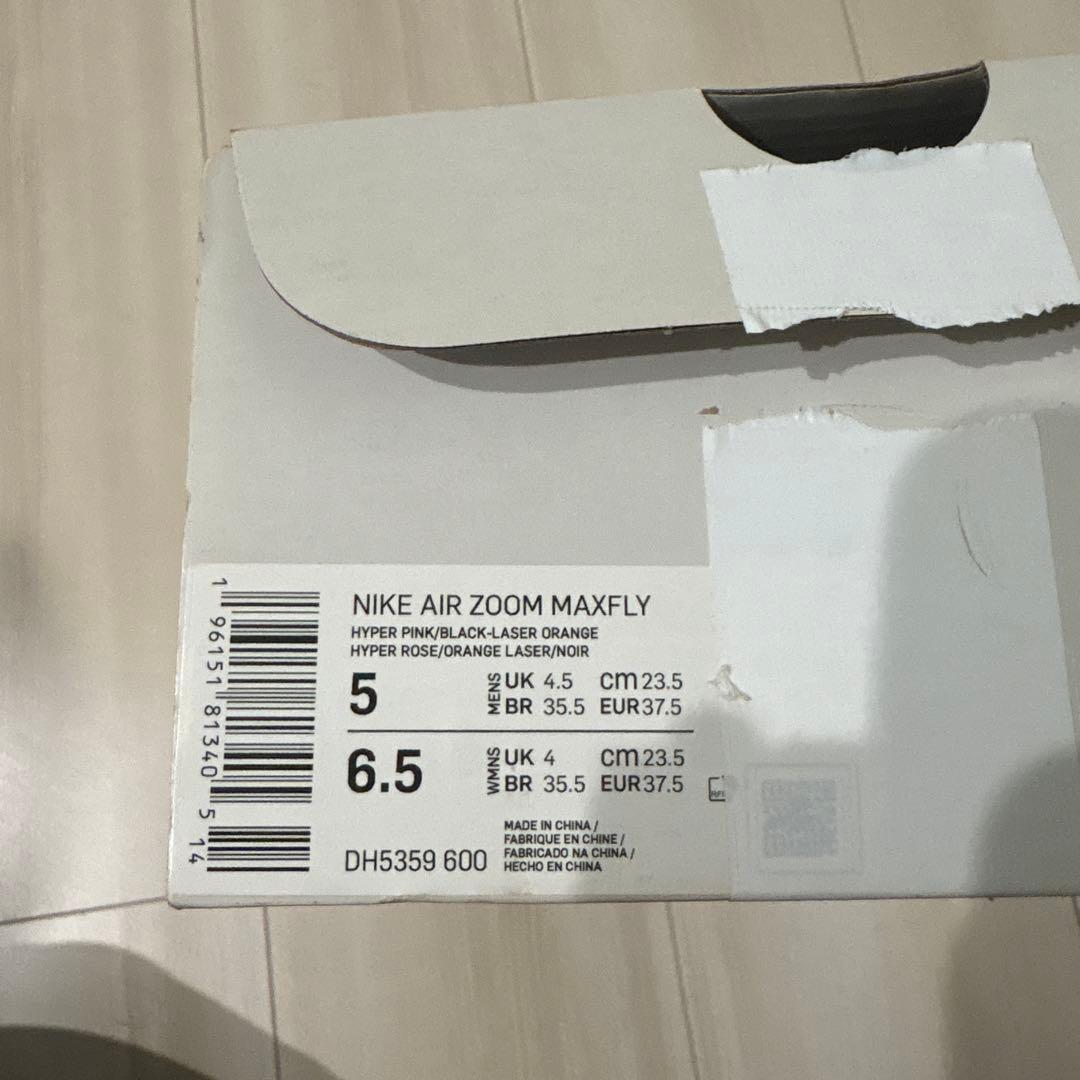 NIKE AIR ZOOM MAXFLY
HYPER PINK/BLACK-LASER ORANGE
HYPER ROSE/ORANGE LASER/NOIR
5
MENS
UK 4.5 CM 23.5
BR 35.5 EUR 37.5
6.5
WMNS
UK 4 CM 23.5
BR 35.5 EUR 37.5
DH5359 600
MADE IN CHINA /
FABRIQUE EN CHINE /
FABRICADO NA CHINA /
HECHO EN CHINA
1 96151 81340 5 14